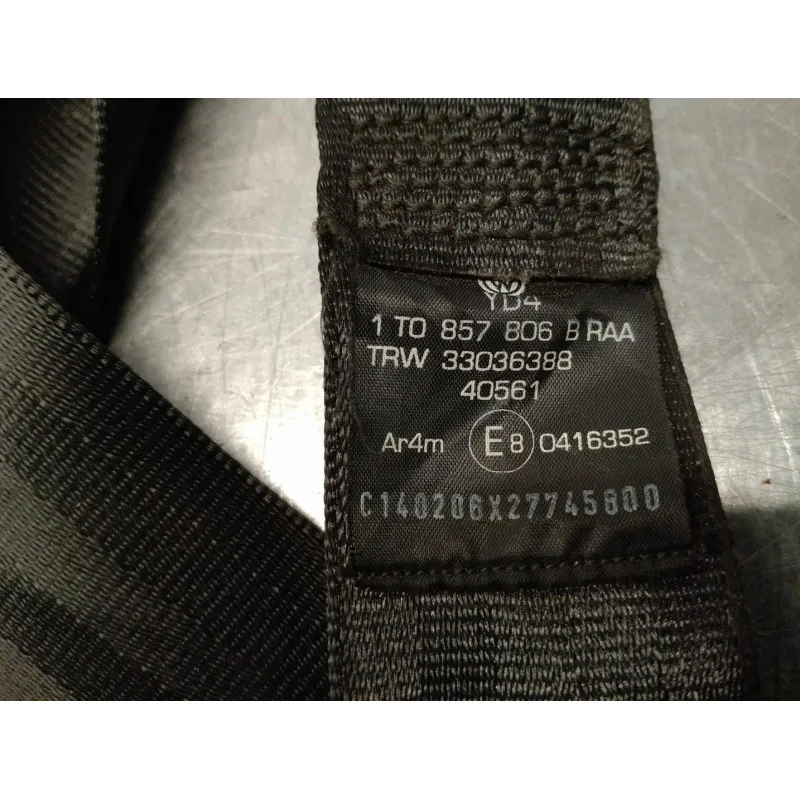 YD4
1 T0 857 806 B RAA
TRW 33036388
40561
Ar4m E8 0416352
C140206X27745800